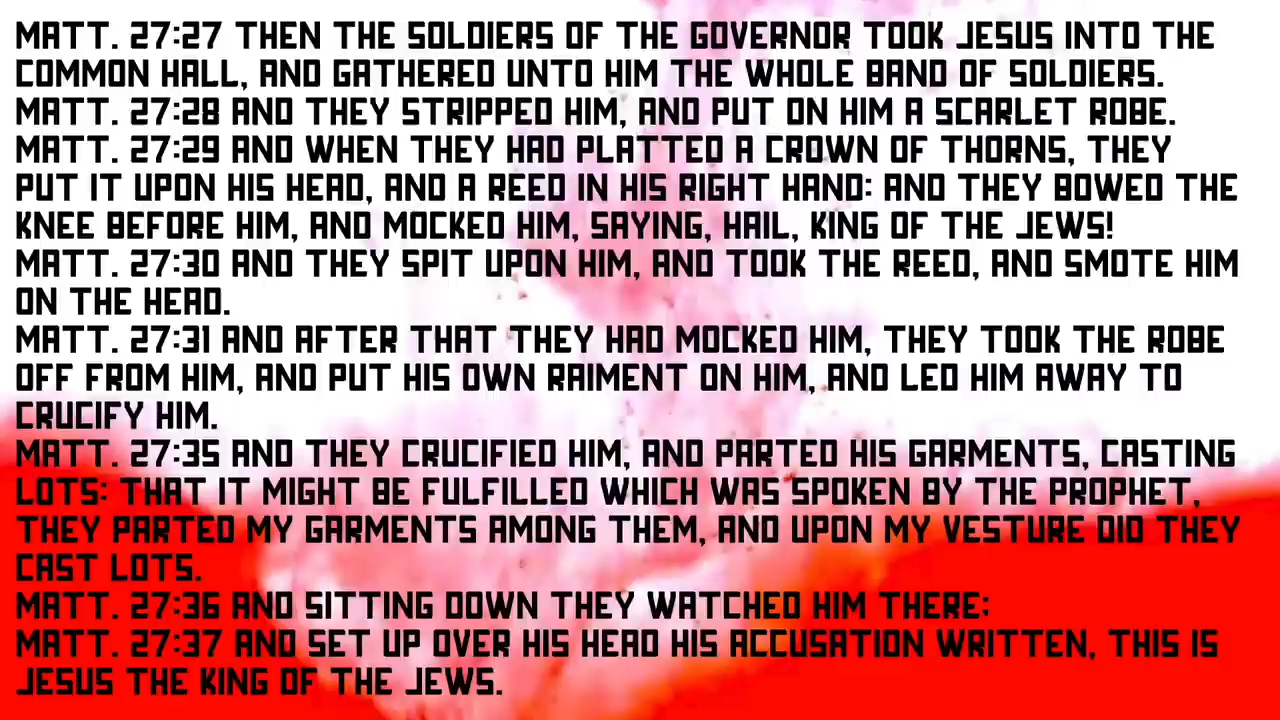 MATT. 27:27 THEN THE SOLDIERS OF THE GOVERNOR TOOK JESUS INTO THE
COMMON HALL, AND GATHERED UNTO HIM THE WHOLE BAND OF SOLDIERS.
MATT. 27:28 AND THEY STRIPPED HIM, AND PUT ON HIM A SCARLET ROBE.
MATT. 27:29 AND WHEN THEY HAD PLATTED A CROWN OF THORNS, THEY
PUT IT UPON HIS HEAD, AND A REED IN HIS RIGHT HAND: AND THEY BOWED THE
KNEE BEFORE HIM, AND MOCKED HIM, SAYING, HAIL, KING OF THE JEWS!
MATT. 27:30 AND THEY SPIT UPON HIM, AND TOOK THE REED, AND SMOTE HIM
ON THE HEAD.
MATT. 27:31 AND AFTER THAT THEY HAD MOCKED HIM, THEY TOOK THE ROBE
OFF FROM HIM, AND PUT HIS OWN RAIMENT ON HIM, AND LED HIM AWAY TO
CRUCIFY HIM.
MATT. 27:35 AND THEY CRUCIFIED HIM, AND PARTED HIS GARMENTS, CASTING
LOTS: THAT IT MIGHT BE FULFILLED WHICH WAS SPOKEN BY THE PROPHET,
THEY PARTED MY GARMENTS AMONG THEM, AND UPON MY VESTURE DID THEY
CAST LOTS.
MATT. 27:36 AND SITTING DOWN THEY WATCHED HIM THERE:
MATT. 27:37 AND SET UP OVER HIS HEAD HIS ACCUSATION WRITTEN, THIS IS
JESUS THE KING OF THE JEWS.